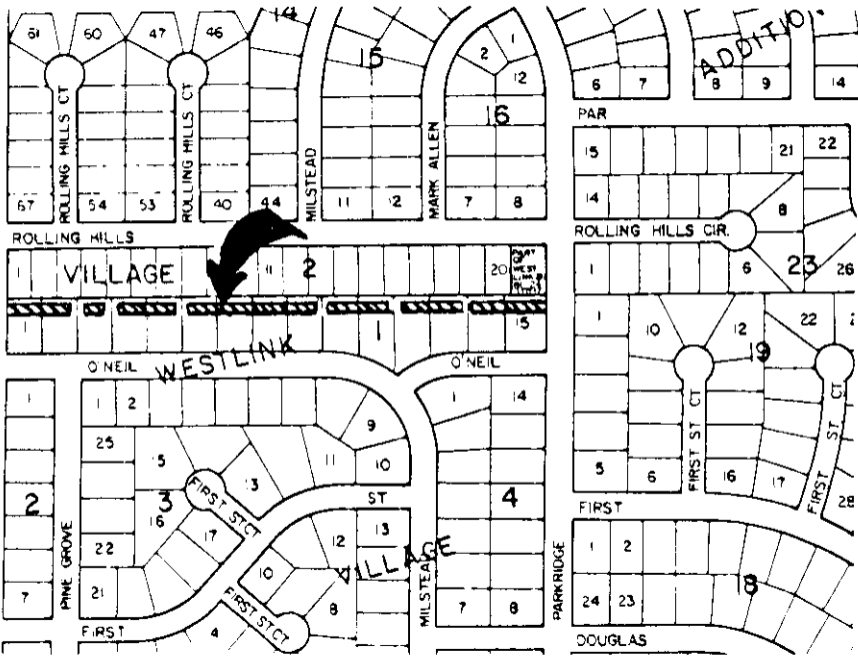 61 60 47 46 14 15 2 1 ADDITION
12 6 7 8 9 14
16
PAR
ROLLING HILLS CT ROLLING HILLS CT MILSTEAD MARK ALLEN
15 21 22
67 54 53 40 44 11 12 7 8 14 8
ROLLING HILLS ROLLING HILLS CIR.
1 VILLAGE 11 2 20 PART OF WEST 1 6 23 26
1 1 15 1 10 12 22
O'NEIL WESTLINK O'NEIL 19
1 1 2 9 1 14
25 15 11 10 FIRST ST CT FIRST ST CT
13 5 6 16 17
2 3 FIRST ST CT ST 4 FIRST 28
16 17 12 13 1 2
PINE GROVE 22 10 VILLAGE MILSTEAD PARKRIDGE 18
7 21 FIRST ST CT 8 7 8 24 23
FIRST 4 DOUGLAS